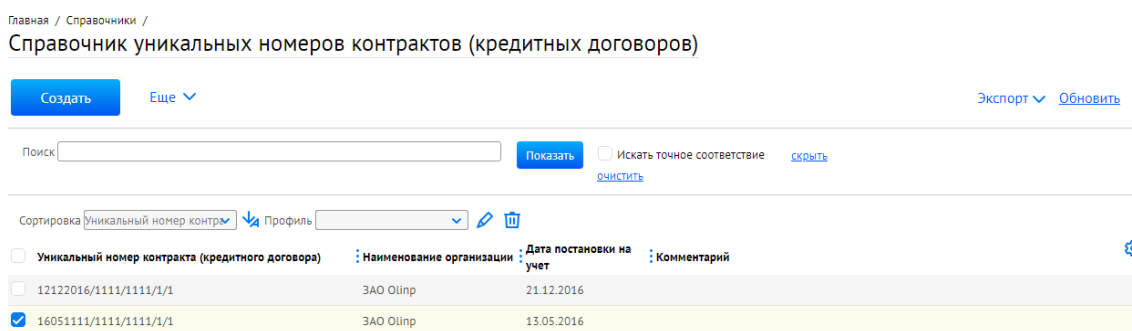 Главная / Справочники /
Справочник уникальных номеров контрактов (кредитных договоров)
Создать Еще Экспорт Обновить
Поиск Показать Искать точное соответствие скрыть
очистить
Сортировка Уникальный номер контра Профиль
Уникальный номер контракта (кредитного договора) Наименование организации Дата постановки на учет Комментарий
12122016/1111/1111/1/1 ЗАО Olinp 21.12.2016
16051111/1111/1111/1/1 ЗАО Olinp 13.05.2016